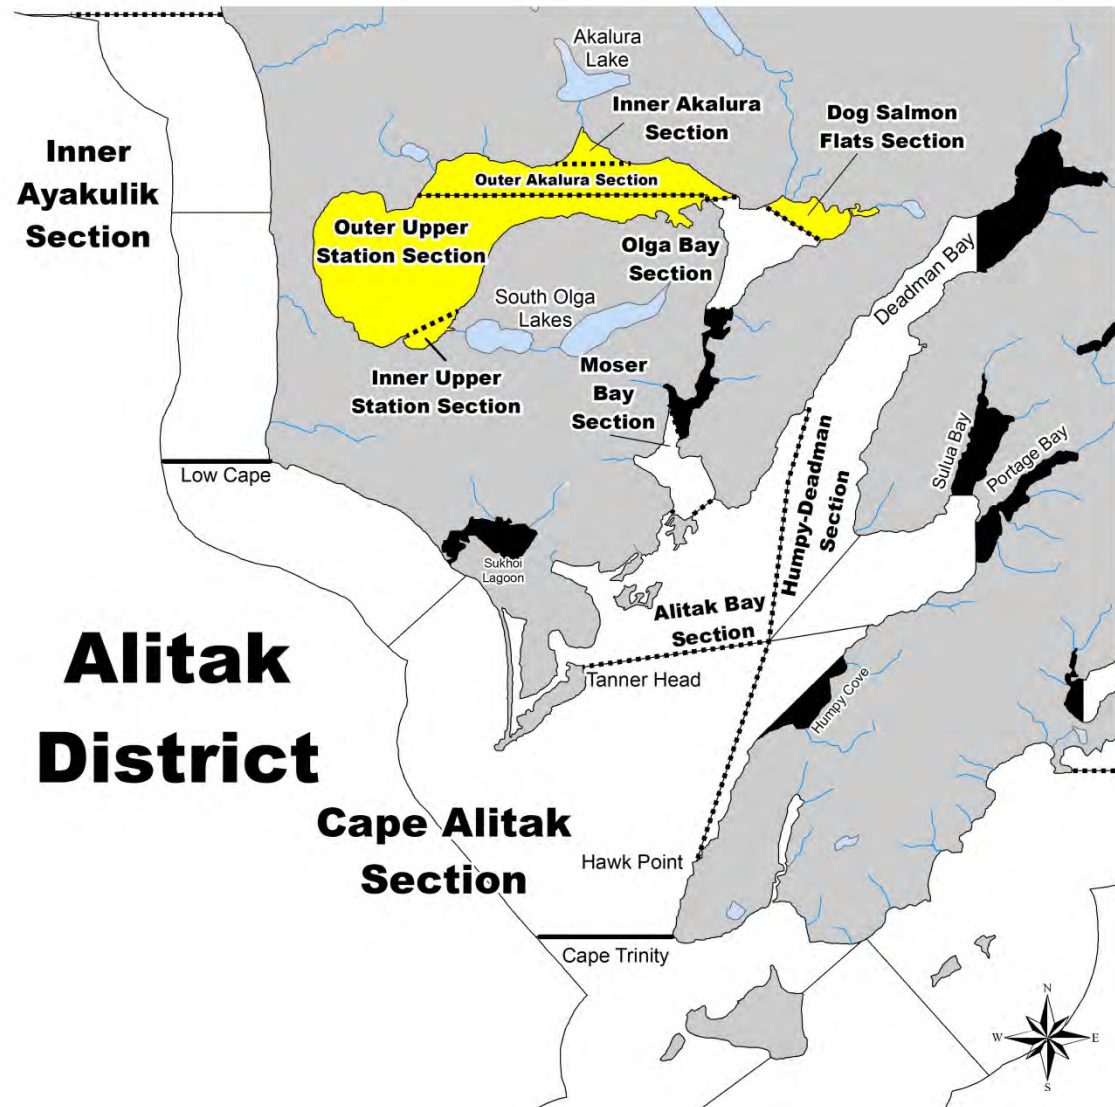 Akalura
Lake
Inner Akalura
Section
Dog Salmon
Flats Section
Inner
Ayakulik
Section
Outer Akalura Section
Outer Upper
Station Section
Olga Bay
Section
Deadman Bay
South Olga
Lakes
Inner Upper
Station Section
Moser
Bay
Section
Humpy-Deadman
Section
Sulua Bay
Portage Bay
Low Cape
Sukhoi
Lagoon
Alitak Bay
Section
Alitak
District
Tanner Head
Humpy Cove
Cape Alitak
Section
Hawk Point
Cape Trinity
N
W
E
S